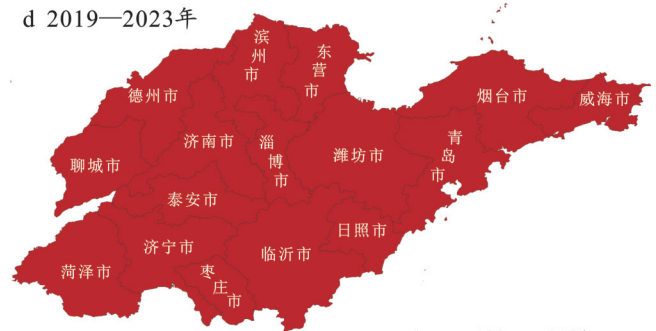 d 2019—2023年
滨州市
东营市
德州市
烟台市
威海市
济南市
淄博市
潍坊市
青岛市
聊城市
泰安市
日照市
济宁市
临沂市
菏泽市
枣庄市